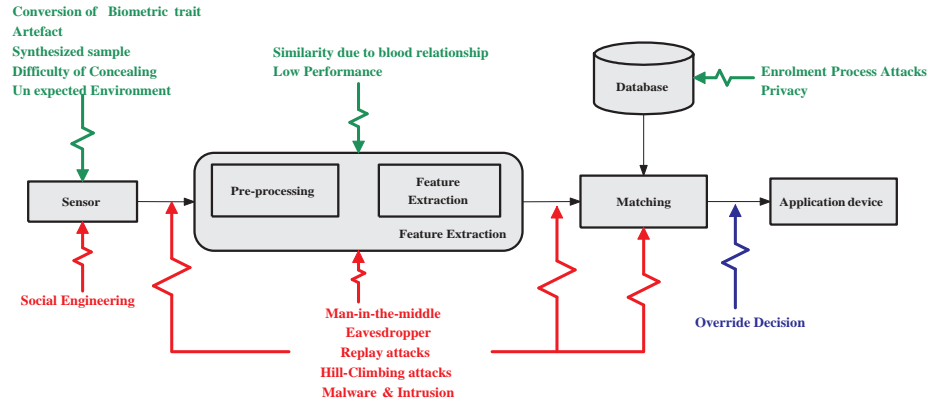 Conversion of Biometric trait
Artefact
Synthesized sample
Difficulty of Concealing
Un expected Environment
Similarity due to blood relationship
Low Performance
Database
Enrolment Process Attacks
Privacy
Sensor
Pre-processing
Feature
Extraction
Feature Extraction
Matching
Application device
Social Engineering
Man-in-the-middle
Eavesdropper
Replay attacks
Hill-Climbing attacks
Malware & Intrusion
Override Decision